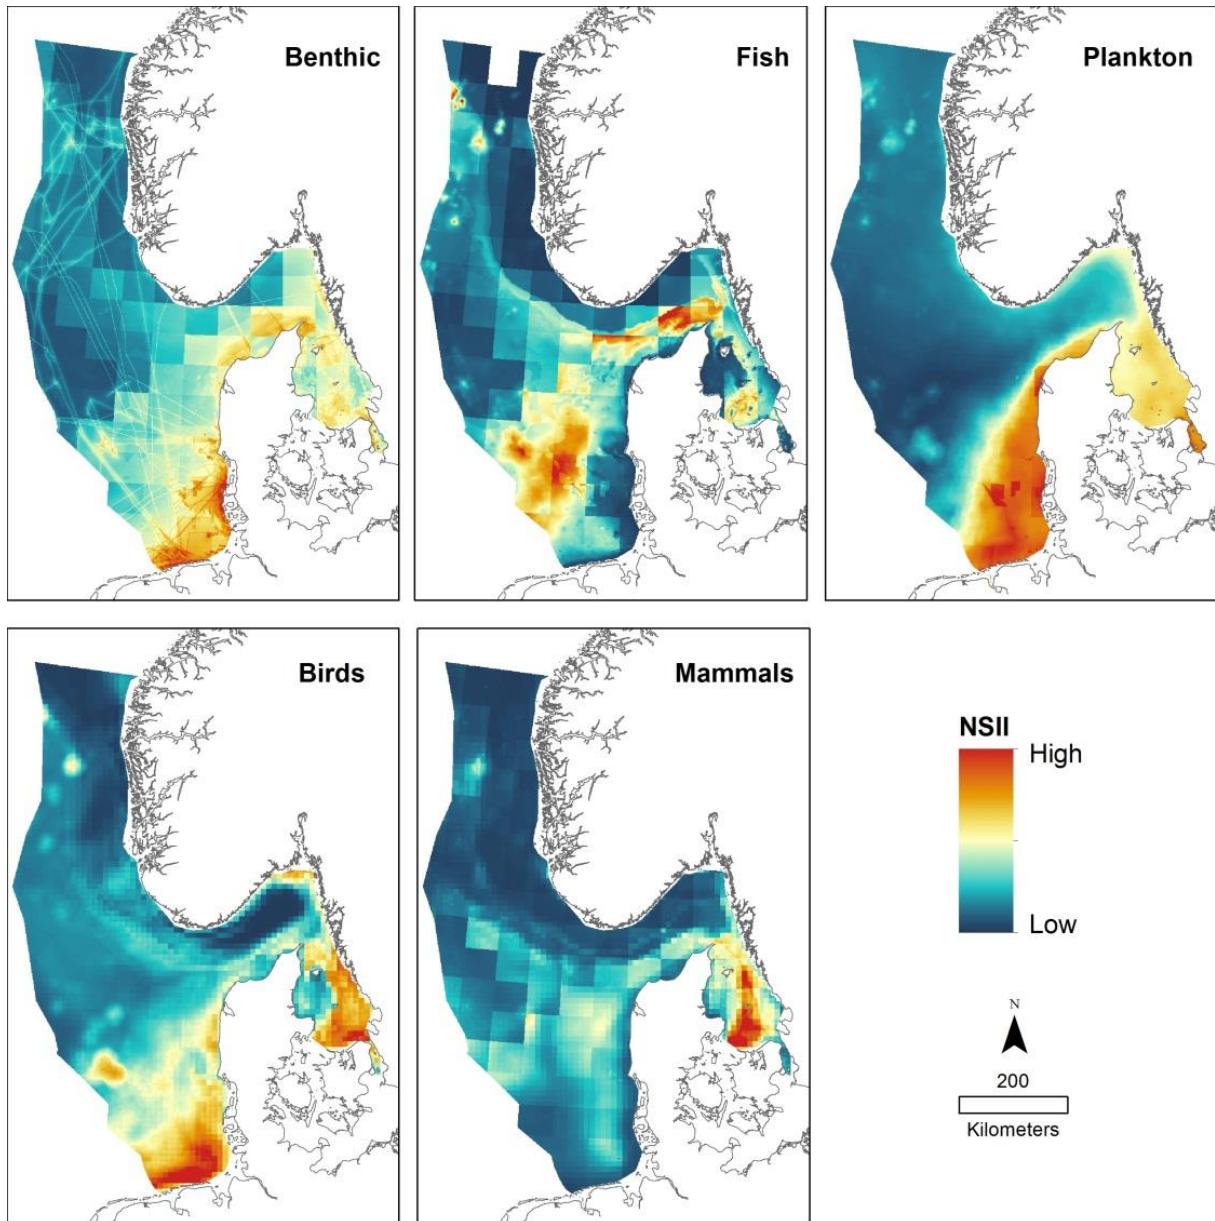 Benthic
Fish
Plankton
Birds
Mammals
NSII
High
Low
N
200
Kilometers